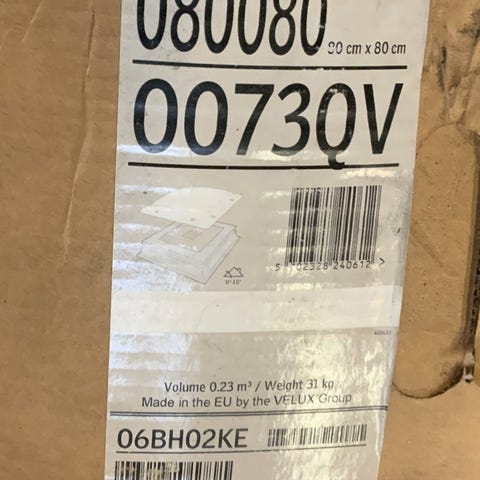 080080 80 cm x 80 cm
0073QV
5 702328 240612 >
0°-15°
Volume 0.23 m³ / Weight 31 kg
Made in the EU by the VELUX Group
06BH02KE